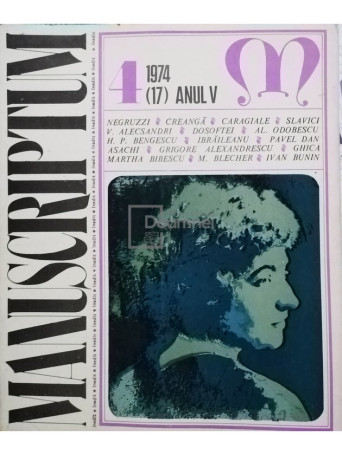 MANUSCRIPTUM
4 1974
(17) ANUL V
NEGRUZZI CREANGĂ CARAGIALE SLAVICI
V. ALECSANDRI DOSOFTEI AL. ODOBESCU
H. P. BENGESCU IBRĂILEANU PAVEL DAN
ASACHI GRIGORE ALEXANDRESCU GHICA
MARTHA BIBESCU M. BLECHER IVAN BUNIN